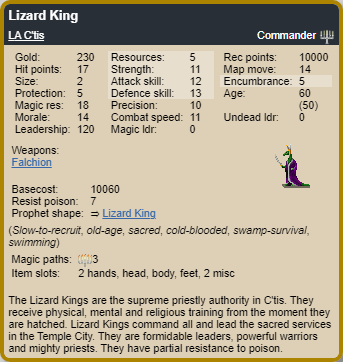 Lizard King
LA C'tis Commander
Gold: 230 Resources: 5 Rec points: 10000
Hit points: 17 Strength: 11 Map move: 14
Size: 2 Attack skill: 12 Encumbrance: 5
Protection: 5 Defence skill: 13 Age: 60
Magic res: 18 Precision: 10 (50)
Morale: 14 Combat speed: 11 Undead ldr: 0
Leadership: 120 Magic ldr: 0
Weapons:
Falchion
Basecost: 10060
Resist poison: 7
Prophet shape: ⇒ Lizard King
(Slow-to-recruit, old-age, sacred, cold-blooded, swamp-survival,
swimming)
Magic paths: 3
Item slots: 2 hands, head, body, feet, 2 misc
The Lizard Kings are the supreme priestly authority in C'tis. They
receive physical, mental and religious training from the moment they
are hatched. Lizard Kings command all and lead the sacred services
in the Temple City. They are formidable leaders, powerful warriors
and mighty priests. They have partial resistance to poison.